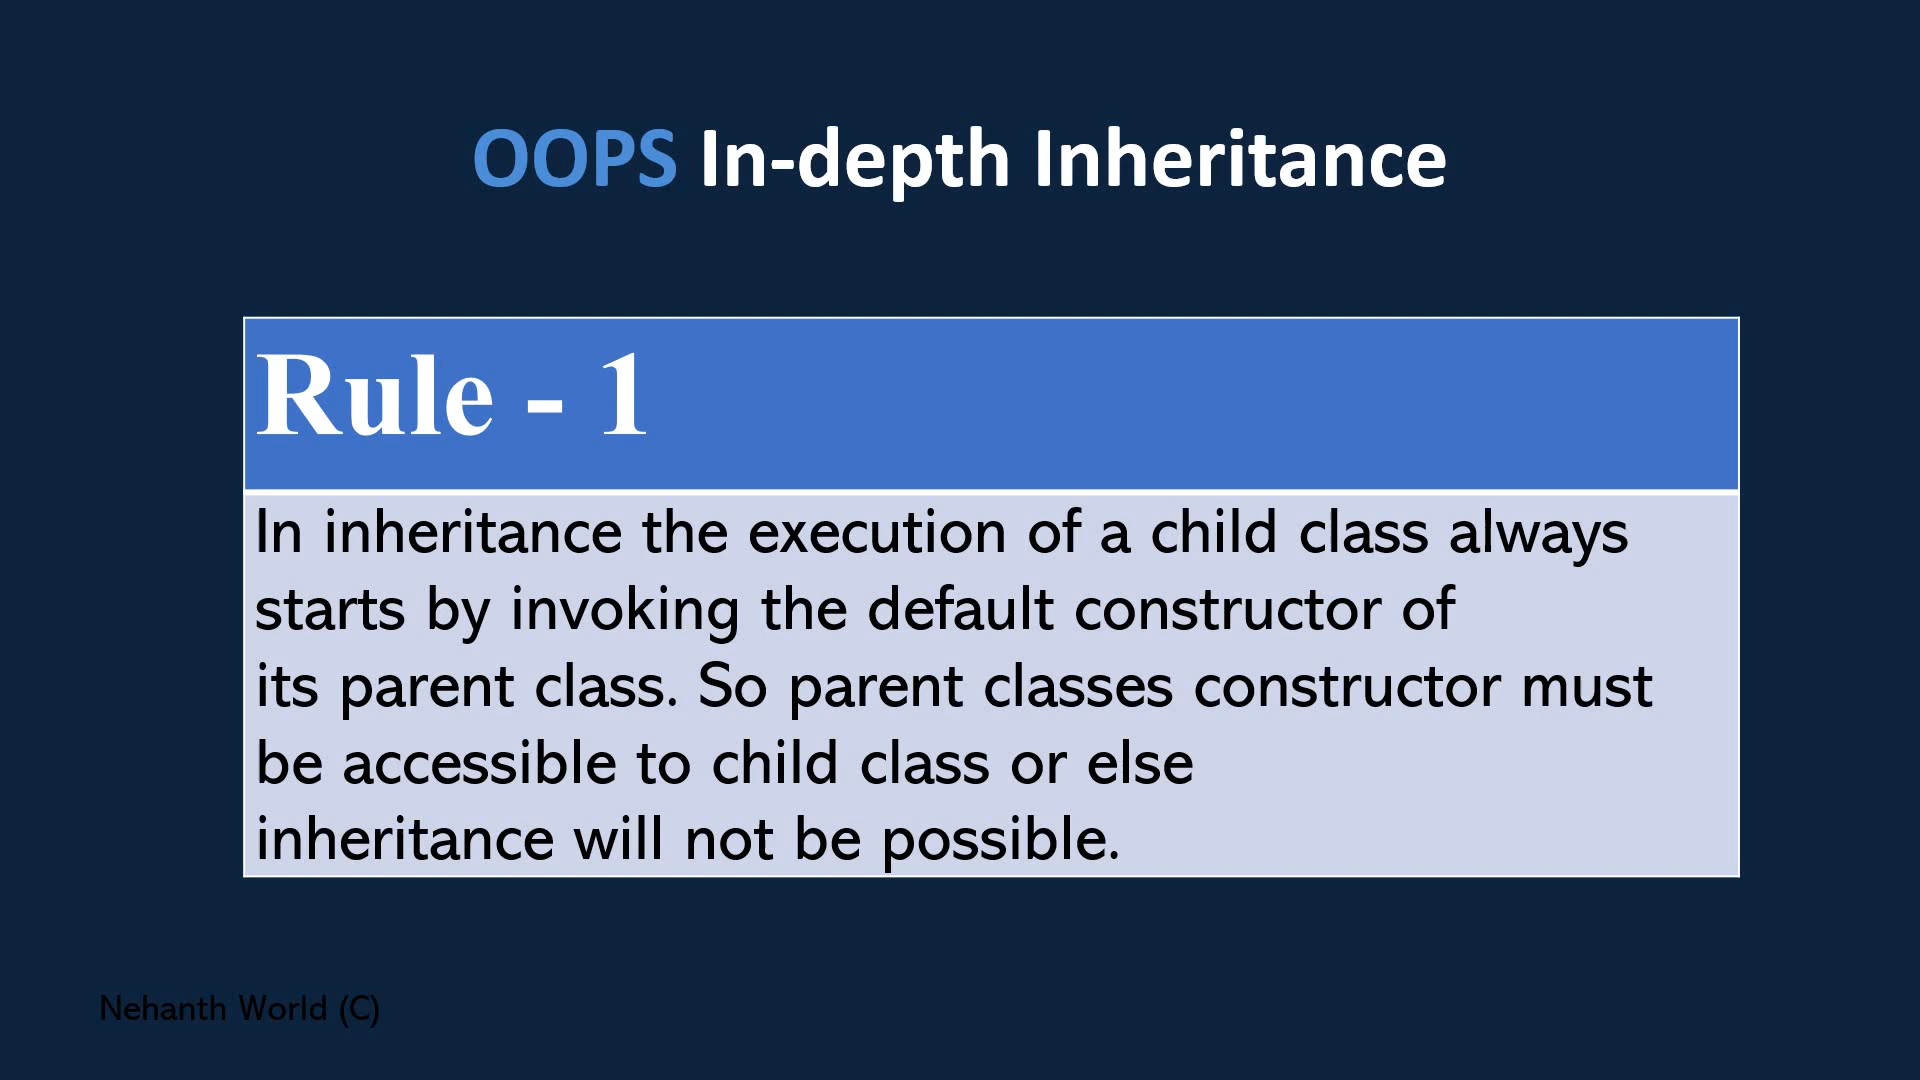 OOPS In-depth Inheritance
Rule - 1
In inheritance the execution of a child class always
starts by invoking the default constructor of
its parent class. So parent classes constructor must
be accessible to child class or else
inheritance will not be possible.
Nehanth World (C)